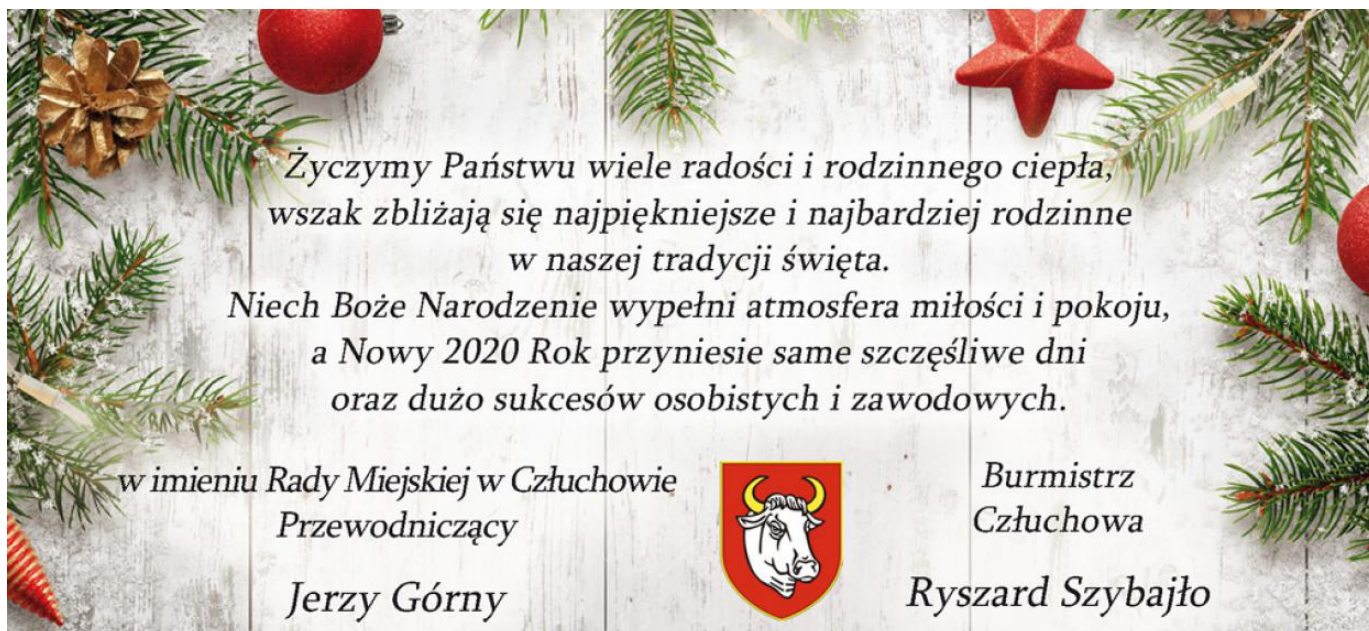 Życzymy Państwu wiele radości i rodzinnego ciepła,
wszak zbliżają się najpiękniejsze i najbardziej rodzinne
w naszej tradycji święta.
Niech Boże Narodzenie wypełni atmosfera miłości i pokoju,
a Nowy 2020 Rok przyniesie same szczęśliwe dni
oraz dużo sukcesów osobistych i zawodowych.
w imieniu Rady Miejskiej w Człuchowie
Przewodniczący
Jerzy Górny
Burmistrz
Człuchowa
Ryszard Szybajło